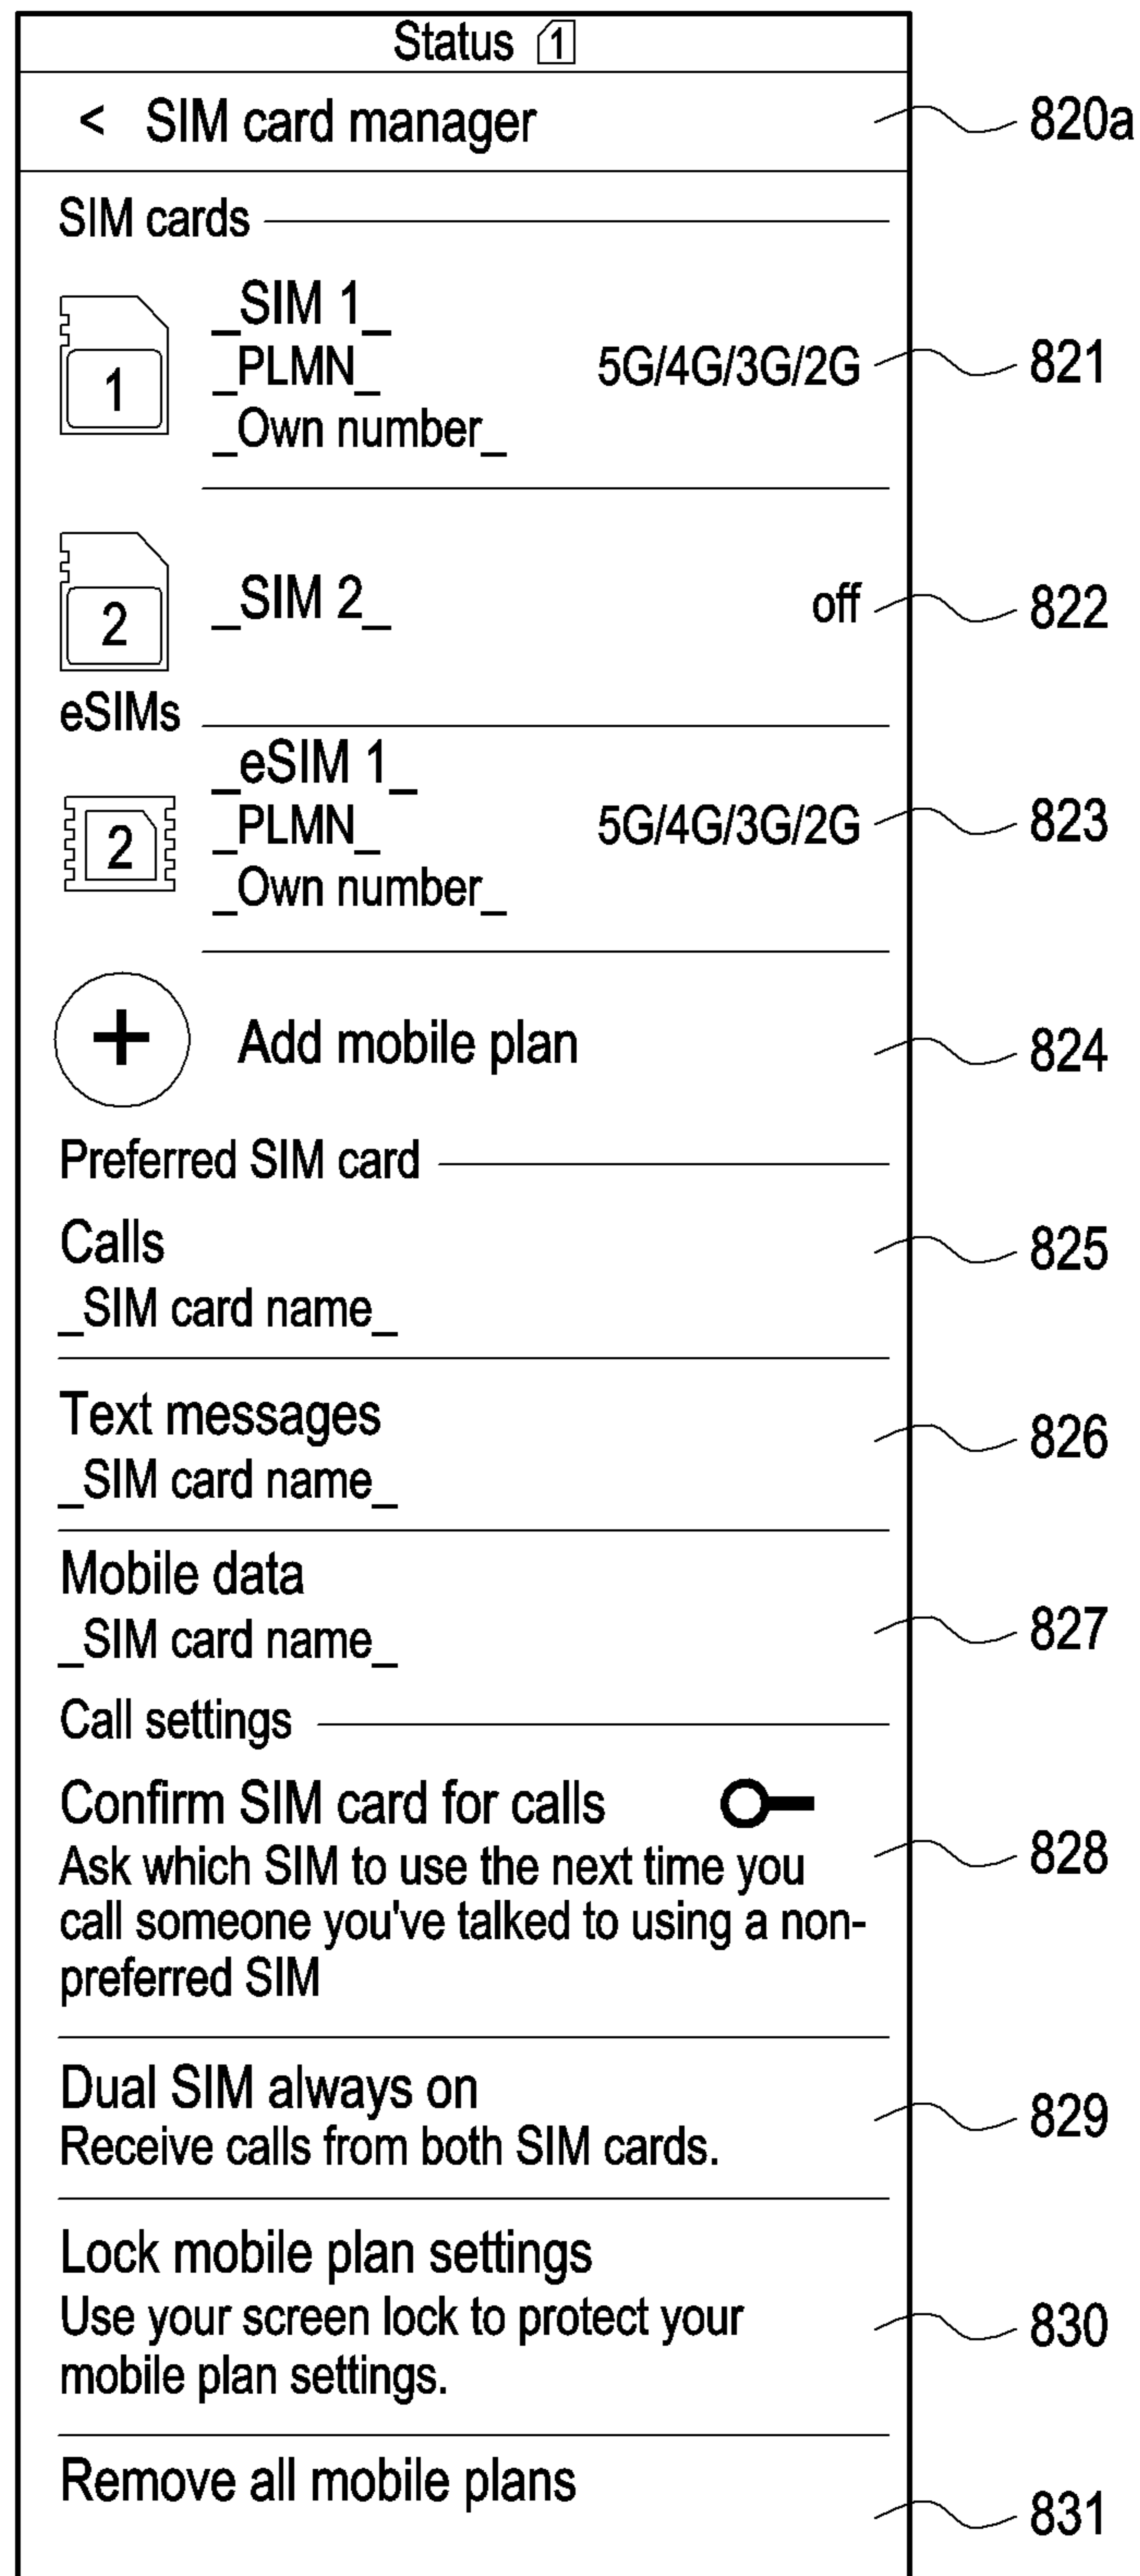 Status 1
< SIM card manager 820a
SIM cards
_SIM 1_
1 _PLMN_ 5G/4G/3G/2G 821
_Own number_
2 _SIM 2_ off 822
eSIMs
_eSIM 1_
2 _PLMN_ 5G/4G/3G/2G 823
_Own number_
+ Add mobile plan 824
Preferred SIM card
Calls 825
_SIM card name_
Text messages 826
_SIM card name_
Mobile data
_SIM card name_ 827
Call settings
Confirm SIM card for calls
Ask which SIM to use the next time you 828
call someone you've talked to using a non-
preferred SIM
Dual SIM always on 829
Receive calls from both SIM cards.
Lock mobile plan settings
Use your screen lock to protect your 830
mobile plan settings.
Remove all mobile plans
831